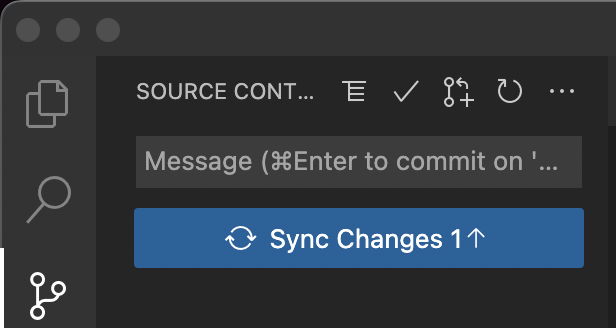 SOURCE CONT...
Message (⌘Enter to commit on '...
Sync Changes 1↑